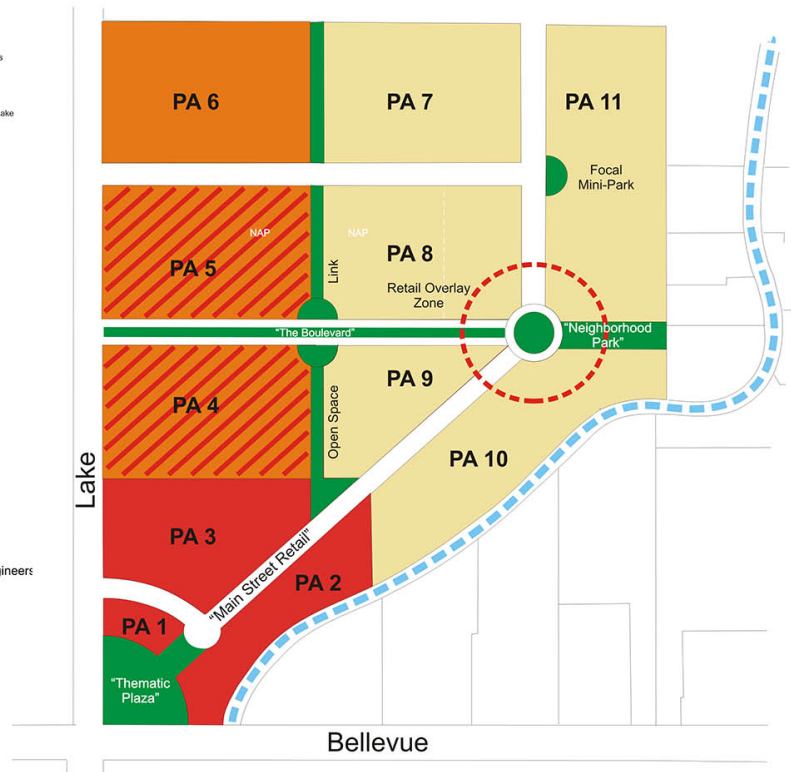 s
ake
gineers
PA 6
PA 7
PA 11
Focal
Mini-Park
NAP
NAP
PA 5
PA 8
Link
Retail Overlay
Zone
"The Boulevard"
"Neighborhood
Park"
PA 4
PA 9
Open Space
PA 10
Lake
PA 3
"Main Street Retail"
PA 2
PA 1
"Thematic
Plaza"
Bellevue